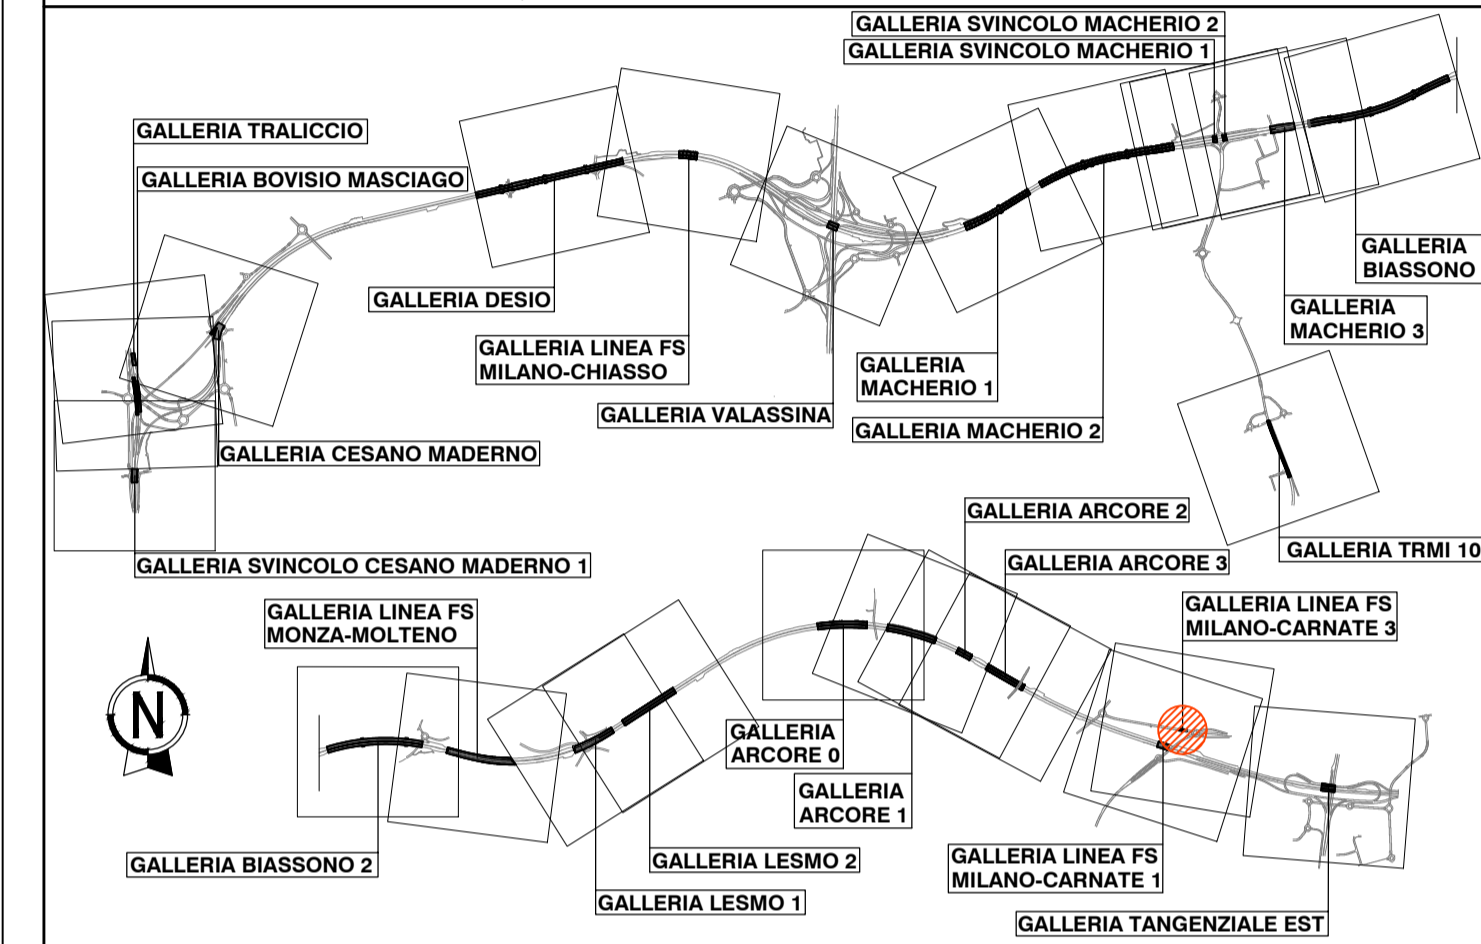 GALLERIA SVINCOLO MACHERIO 2
GALLERIA SVINCOLO MACHERIO 1
GALLERIA TRALICCIO
GALLERIA BOVISIO MASCIAGO
GALLERIA
BIASSONO
GALLERIA DESIO
GALLERIA
MACHERIO 3
GALLERIA LINEA FS
MILANO-CHIASSO
GALLERIA
MACHERIO 1
GALLERIA VALASSINA
GALLERIA MACHERIO 2
GALLERIA CESANO MADERNO
GALLERIA ARCORE 2
GALLERIA TRMI 10
GALLERIA SVINCOLO CESANO MADERNO 1
GALLERIA ARCORE 3
GALLERIA LINEA FS
MONZA-MOLTENO
GALLERIA LINEA FS
MILANO-CARNATE 3
N
GALLERIA
ARCORE 0
GALLERIA
ARCORE 1
GALLERIA BIASSONO 2
GALLERIA LESMO 2
GALLERIA LINEA FS
MILANO-CARNATE 1
GALLERIA LESMO 1
GALLERIA TANGENZIALE EST